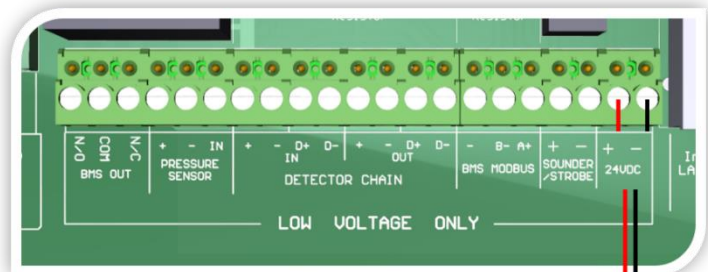 N/O COM N/C + - IN + - D+ D- + - D+ D- - B- A+ + - + -
BMS OUT PRESSURE SENSOR IN OUT BMS MODBUS SOUNDER /STROBE 24VDC
DETECTOR CHAIN
LOW VOLTAGE ONLY